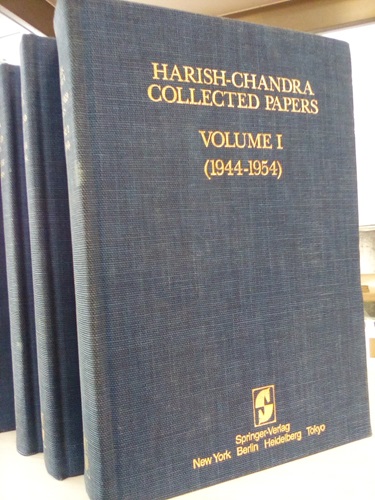 HARISH-CHANDRA
COLLECTED PAPERS
VOLUME I
(1944-1954)
Springer-Verlag
New York Berlin Heidelberg Tokyo